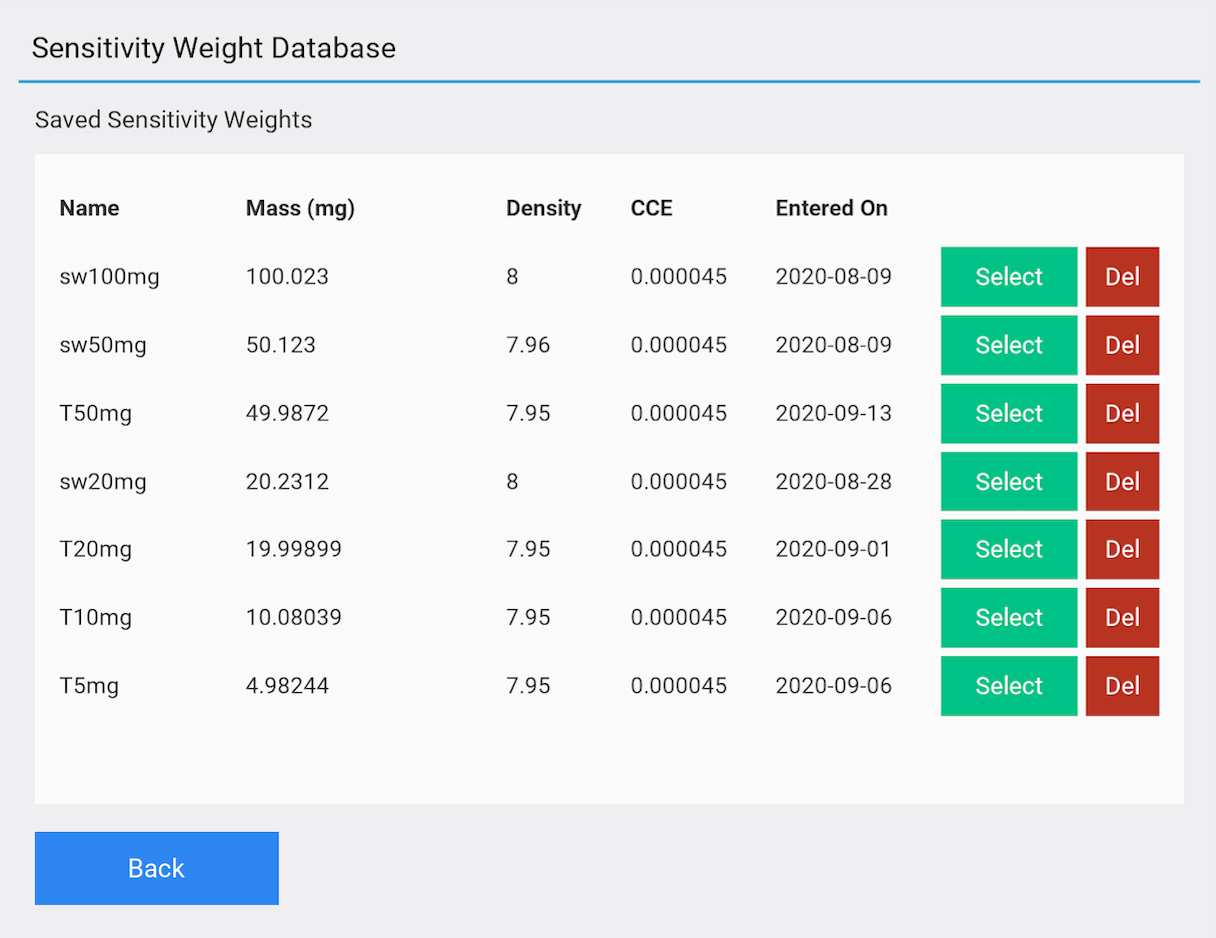 Sensitivity Weight Database
Saved Sensitivity Weights
Name Mass (mg) Density CCE Entered On
sw100mg 100.023 8 0.000045 2020-08-09 Select Del
sw50mg 50.123 7.96 0.000045 2020-08-09 Select Del
T50mg 49.9872 7.95 0.000045 2020-09-13 Select Del
sw20mg 20.2312 8 0.000045 2020-08-28 Select Del
T20mg 19.99899 7.95 0.000045 2020-09-01 Select Del
T10mg 10.08039 7.95 0.000045 2020-09-06 Select Del
T5mg 4.98244 7.95 0.000045 2020-09-06 Select Del
Back